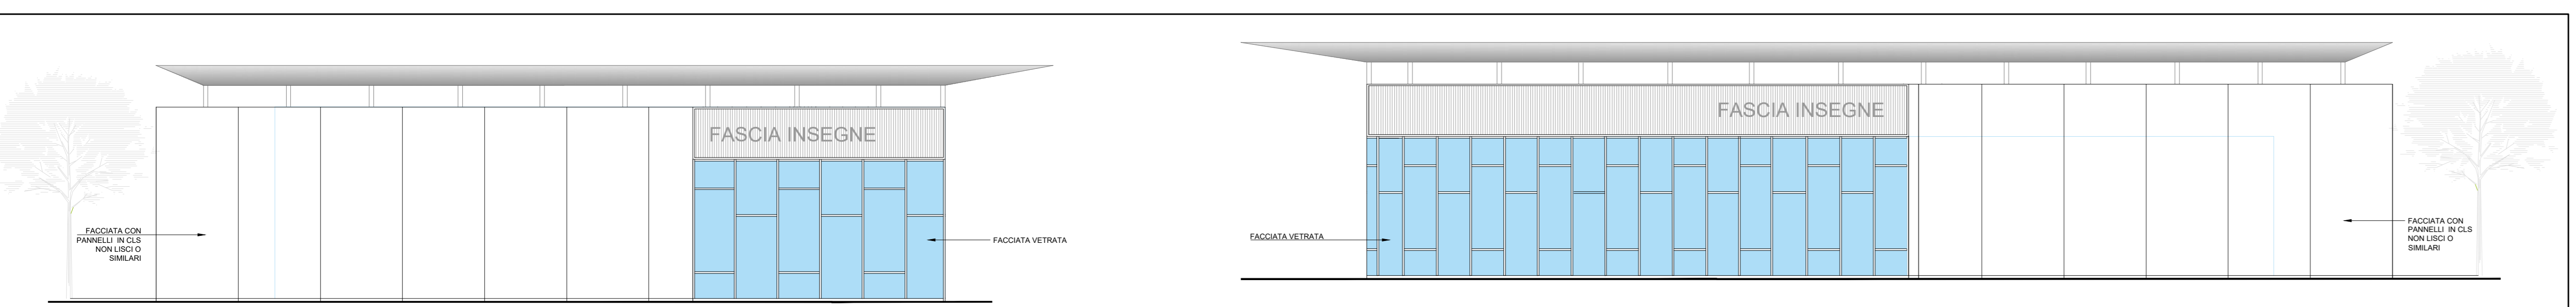 FASCIA INSEGNE
FACCIATA CON
PANNELLI IN CLS
NON LISCI O
SIMILARI
FACCIATA VETRATA
FASCIA INSEGNE
FACCIATA VETRATA
FACCIATA CON
PANNELLI IN CLS
NON LISCI O
SIMILARI